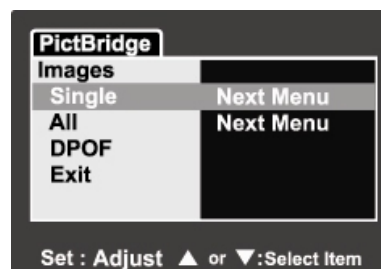 PictBridge
Images
Single Next Menu
All Next Menu
DPOF
Exit
Set : Adjust ▲ or ▼:Select Item